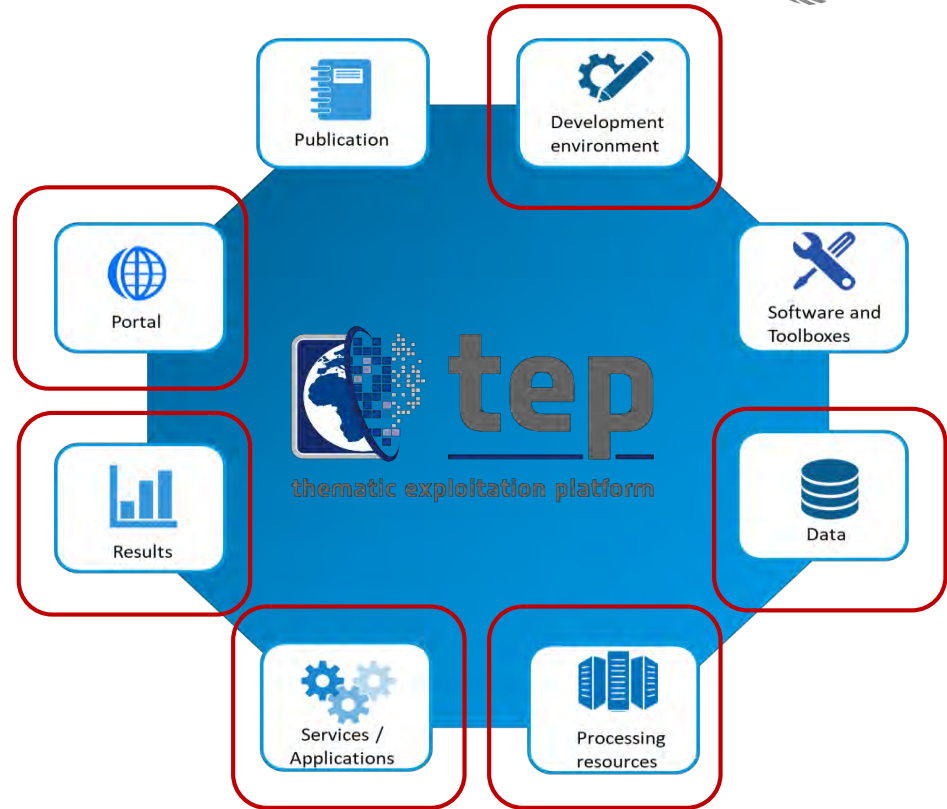 Publication
Development
environment
Portal
Software and
Toolboxes
tep
thematic exploitation platform
Results
Data
Services /
Applications
Processing
resources